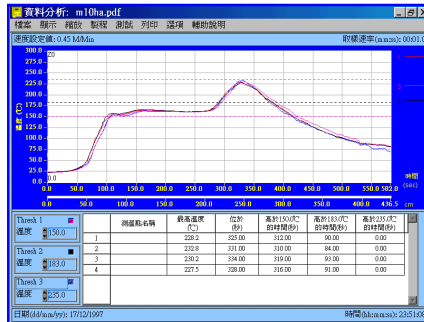 資料分析: m10ha.pdf
檔案 顯示 縮放 製程 測試 列印 選項 輔助說明
速度設定值: 0.45 M/Min 取樣速率(m:m:ss): 00:01.0
300.0
275.0
250.0
225.0
200.0
175.0
150.0
125.0
100.0
75.0
50.0
25.0
0.0
溫度 (℃)
Z0
0.0
0.0 50.0 100.0 150.0 200.0 250.0 300.0 350.0 400.0 450.0 500.0 550.0 582.0
時間 (sec)
0.0 50.0 100.0 150.0 200.0 250.0 300.0 350.0 400.0 436.5 cm
Thresh 1
溫度 150.0
Thresh 2
溫度 183.0
Thresh 3
溫度 235.0
測溫點名稱 最高溫度 (℃) 位於 (秒) 高於150.0℃ 的時間(秒) 高於183.0℃ 的時間(秒) 高於235.0℃ 的時間(秒)
1 228.2 325.00 312.00 90.00 0.00
2 232.8 331.00 310.00 84.00 0.00
3 230.2 334.00 319.00 93.00 0.00
4 227.5 328.00 316.00 91.00 0.00
日期(dd/mm/yy): 17/12/1997 時間(hh:mm:ss): 23:51:08